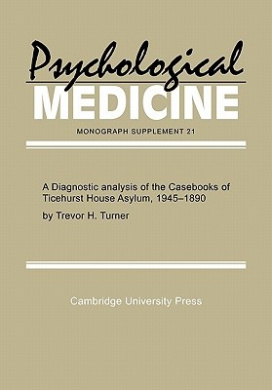 Psychological
MEDICINE
MONOGRAPH SUPPLEMENT 21
A Diagnostic analysis of the Casebooks of
Ticehurst House Asylum, 1945–1890
by Trevor H. Turner
Cambridge University Press